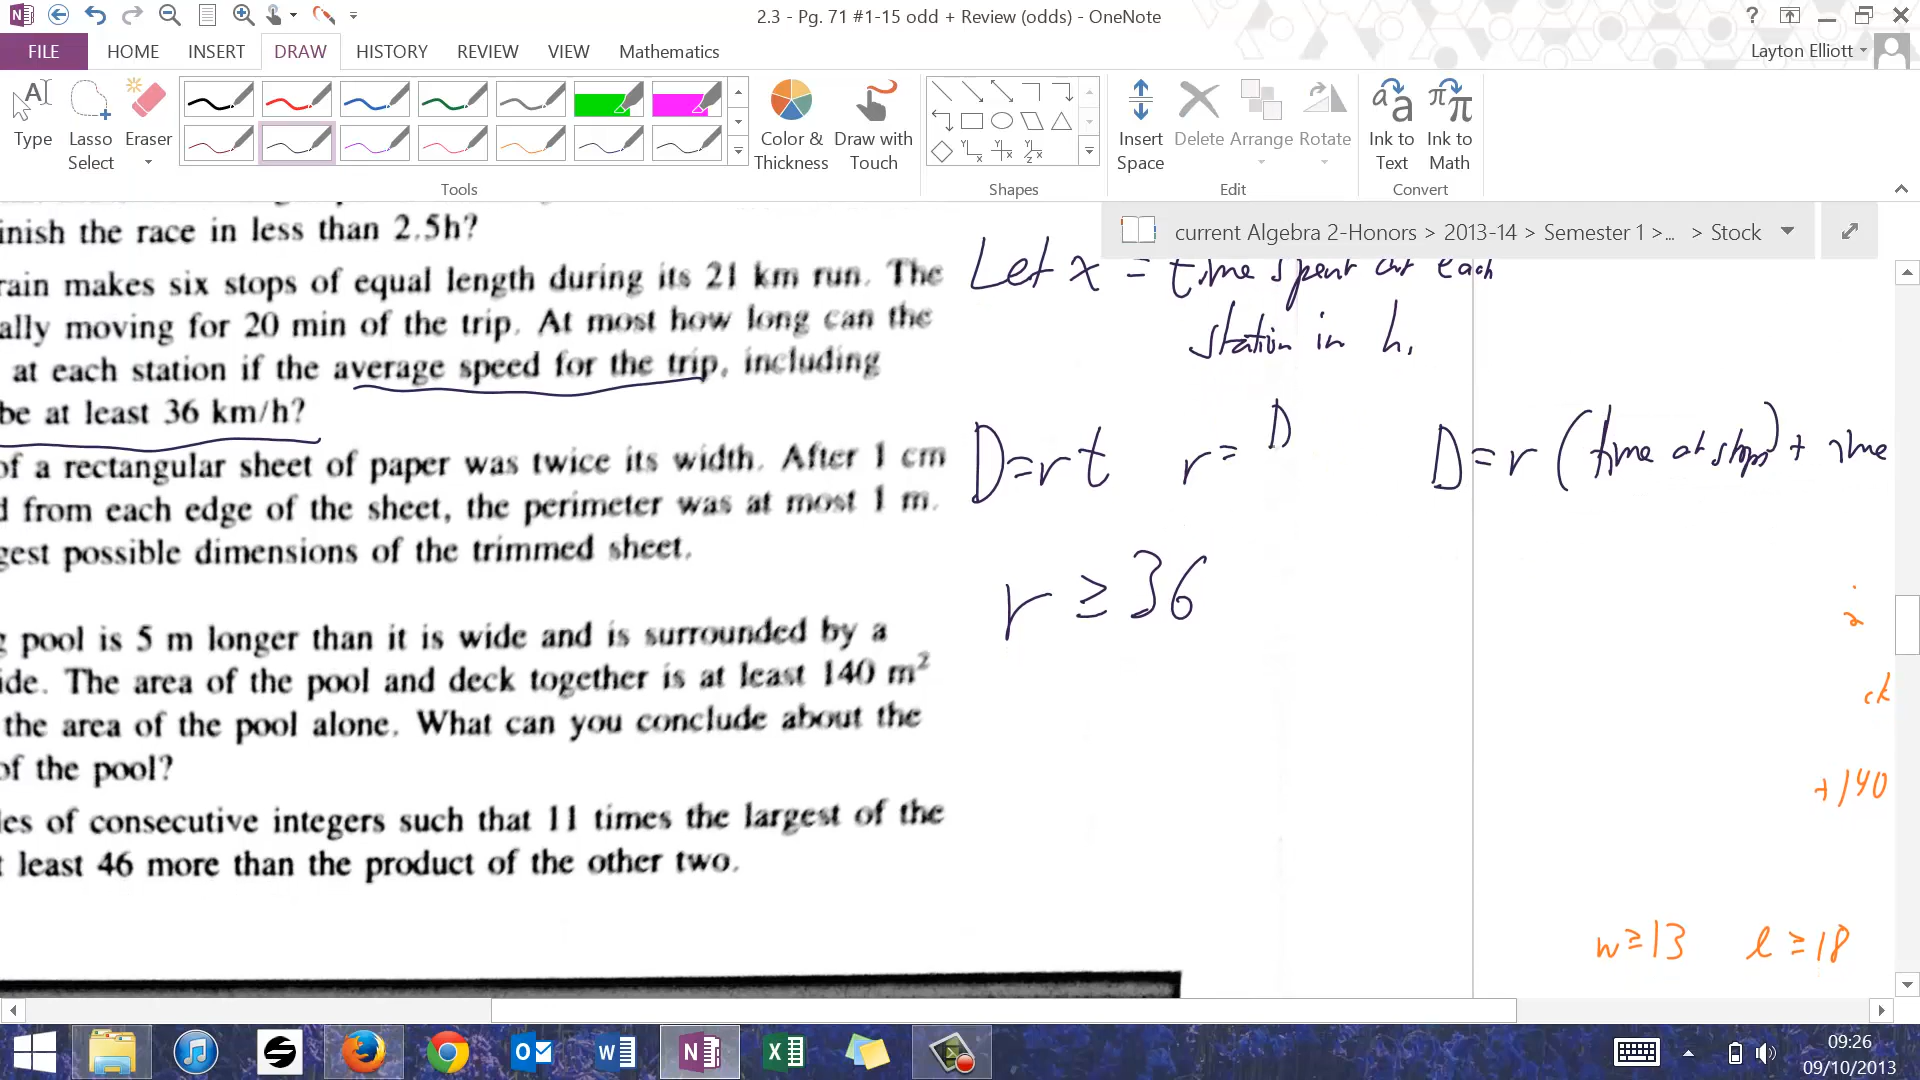 2.3 - Pg. 71 #1-15 odd + Review (odds) - OneNote
FILE HOME INSERT DRAW HISTORY REVIEW VIEW Mathematics
Layton Elliott
Type
Lasso Select
Eraser
Color & Thickness
Draw with Touch
Insert Space
Delete
Arrange
Rotate
Ink to Text
Ink to Math
Tools Shapes Edit Convert
current Algebra 2-Honors > 2013-14 > Semester 1 >... > Stock
inish the race in less than 2.5h?
rain makes six stops of equal length during its 21 km run. The
ally moving for 20 min of the trip. At most how long can the
at each station if the average speed for the trip, including
be at least 36 km/h?
of a rectangular sheet of paper was twice its width. After 1 cm
d from each edge of the sheet, the perimeter was at most 1 m.
gest possible dimensions of the trimmed sheet.
g pool is 5 m longer than it is wide and is surrounded by a
ide. The area of the pool and deck together is at least 140 m²
the area of the pool alone. What can you conclude about the
of the pool?
les of consecutive integers such that 11 times the largest of the
t least 46 more than the product of the other two.
Let x = time spent at each
station in h.
D=rt r= D
D=r (time at stops) +
r ≥ 36
+140
w≥13 l≥18
09:26
09/10/2013